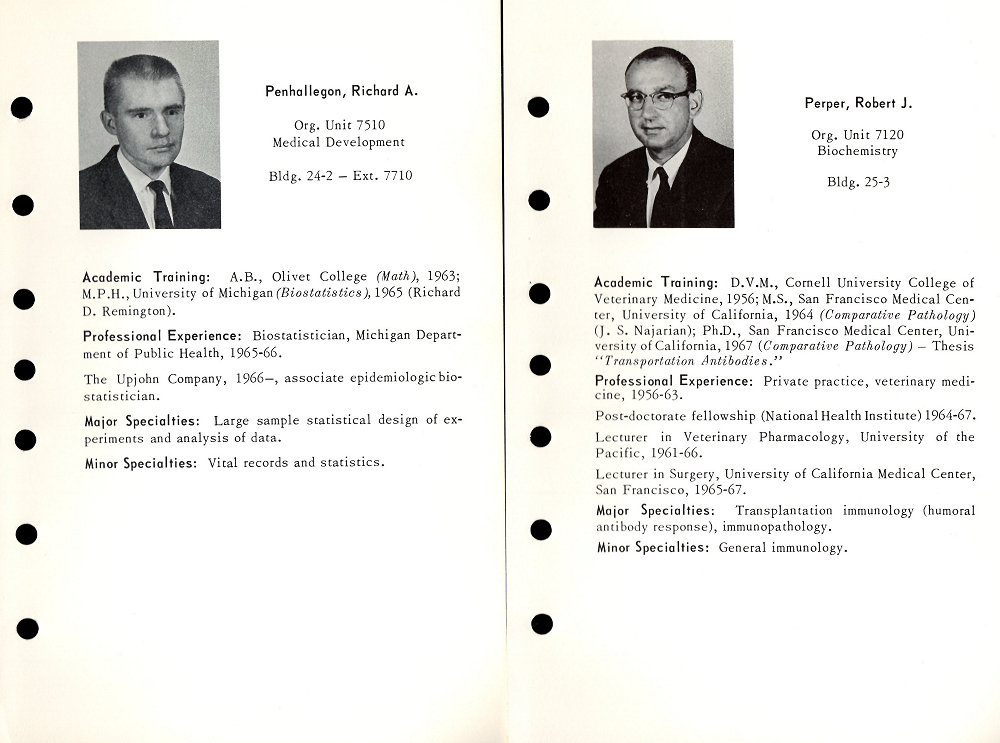 Penhallegon, Richard A.
Org. Unit 7510
Medical Development
Bldg. 24-2 — Ext. 7710
Academic Training: A.B., Olivet College (Math), 1963;
M.P.H., University of Michigan (Biostatistics), 1965 (Richard
D. Remington).
Professional Experience: Biostatistician, Michigan Depart-
ment of Public Health, 1965-66.
The Upjohn Company, 1966—, associate epidemiologic bio-
statistician.
Major Specialties: Large sample statistical design of ex-
periments and analysis of data.
Minor Specialties: Vital records and statistics.
Perper, Robert J.
Org. Unit 7120
Biochemistry
Bldg. 25-3
Academic Training: D.V.M., Cornell University College of
Veterinary Medicine, 1956; M.S., San Francisco Medical Cen-
ter, University of California, 1964 (Comparative Pathology)
(J. S. Najarian); Ph.D., San Francisco Medical Center, Uni-
versity of California, 1967 (Comparative Pathology) — Thesis
"Transportation Antibodies."
Professional Experience: Private practice, veterinary medi-
cine, 1956-63.
Post-doctorate fellowship (National Health Institute) 1964-67.
Lecturer in Veterinary Pharmacology, University of the
Pacific, 1961-66.
Lecturer in Surgery, University of California Medical Center,
San Francisco, 1965-67.
Major Specialties: Transplantation immunology (humoral
antibody response), immunopathology.
Minor Specialties: General immunology.